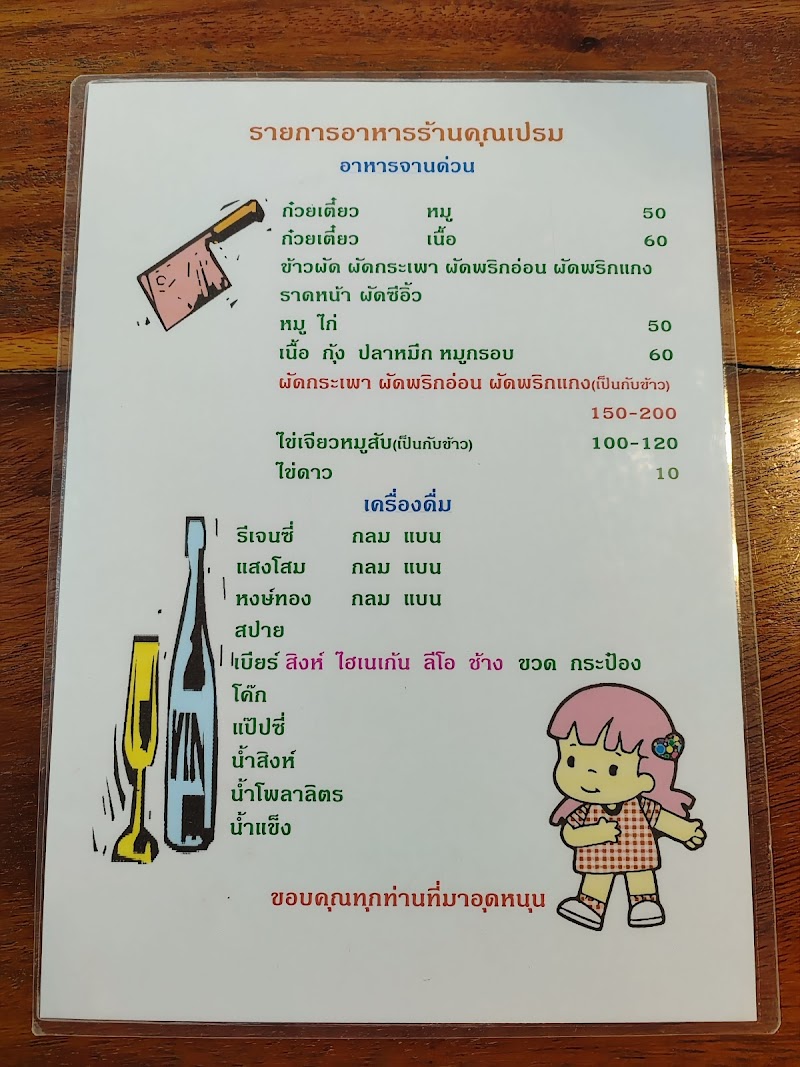 รายการอาหารร้านคุณเปรม
อาหารจานด่วน
ก๋วยเตี๋ยว หมู 50
ก๋วยเตี๋ยว เนื้อ 60
ข้าวผัด ผัดกระเพา ผัดพริกอ่อน ผัดพริกแกง
ราดหน้า ผัดซีอิ้ว
หมู ไก่ 50
เนื้อ กุ้ง ปลาหมึก หมูกรอบ 60
ผัดกระเพา ผัดพริกอ่อน ผัดพริกแกง(เป็นกับข้าว)
150-200
ไข่เจียวหมูสับ(เป็นกับข้าว) 100-120
ไข่ดาว 10
เครื่องดื่ม
รีเจนซี่ กลม แบน
แสงโสม กลม แบน
หงษ์ทอง กลม แบน
สปาย
เบียร์ สิงห์ ไฮเนเก้น ลีโอ ช้าง ขวด กระป๋อง
โค๊ก
แป๊ปซี่
น้ำสิงห์
น้ำโพลาลิตร
น้ำแข็ง
VIN
ขอบคุณทุกท่านที่มาอุดหนุน